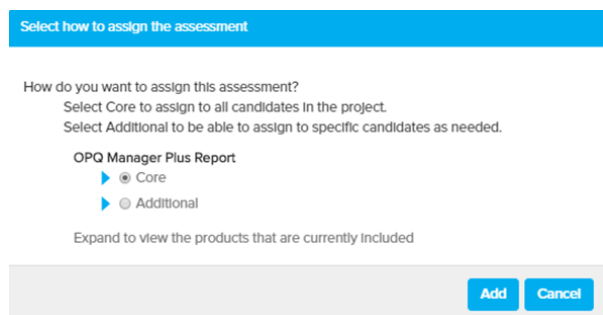 Select how to assign the assessment
How do you want to assign this assessment?
Select Core to assign to all candidates in the project.
Select Additional to be able to assign to specific candidates as needed.
OPQ Manager Plus Report
Core
Additional
Expand to view the products that are currently included
Add Cancel